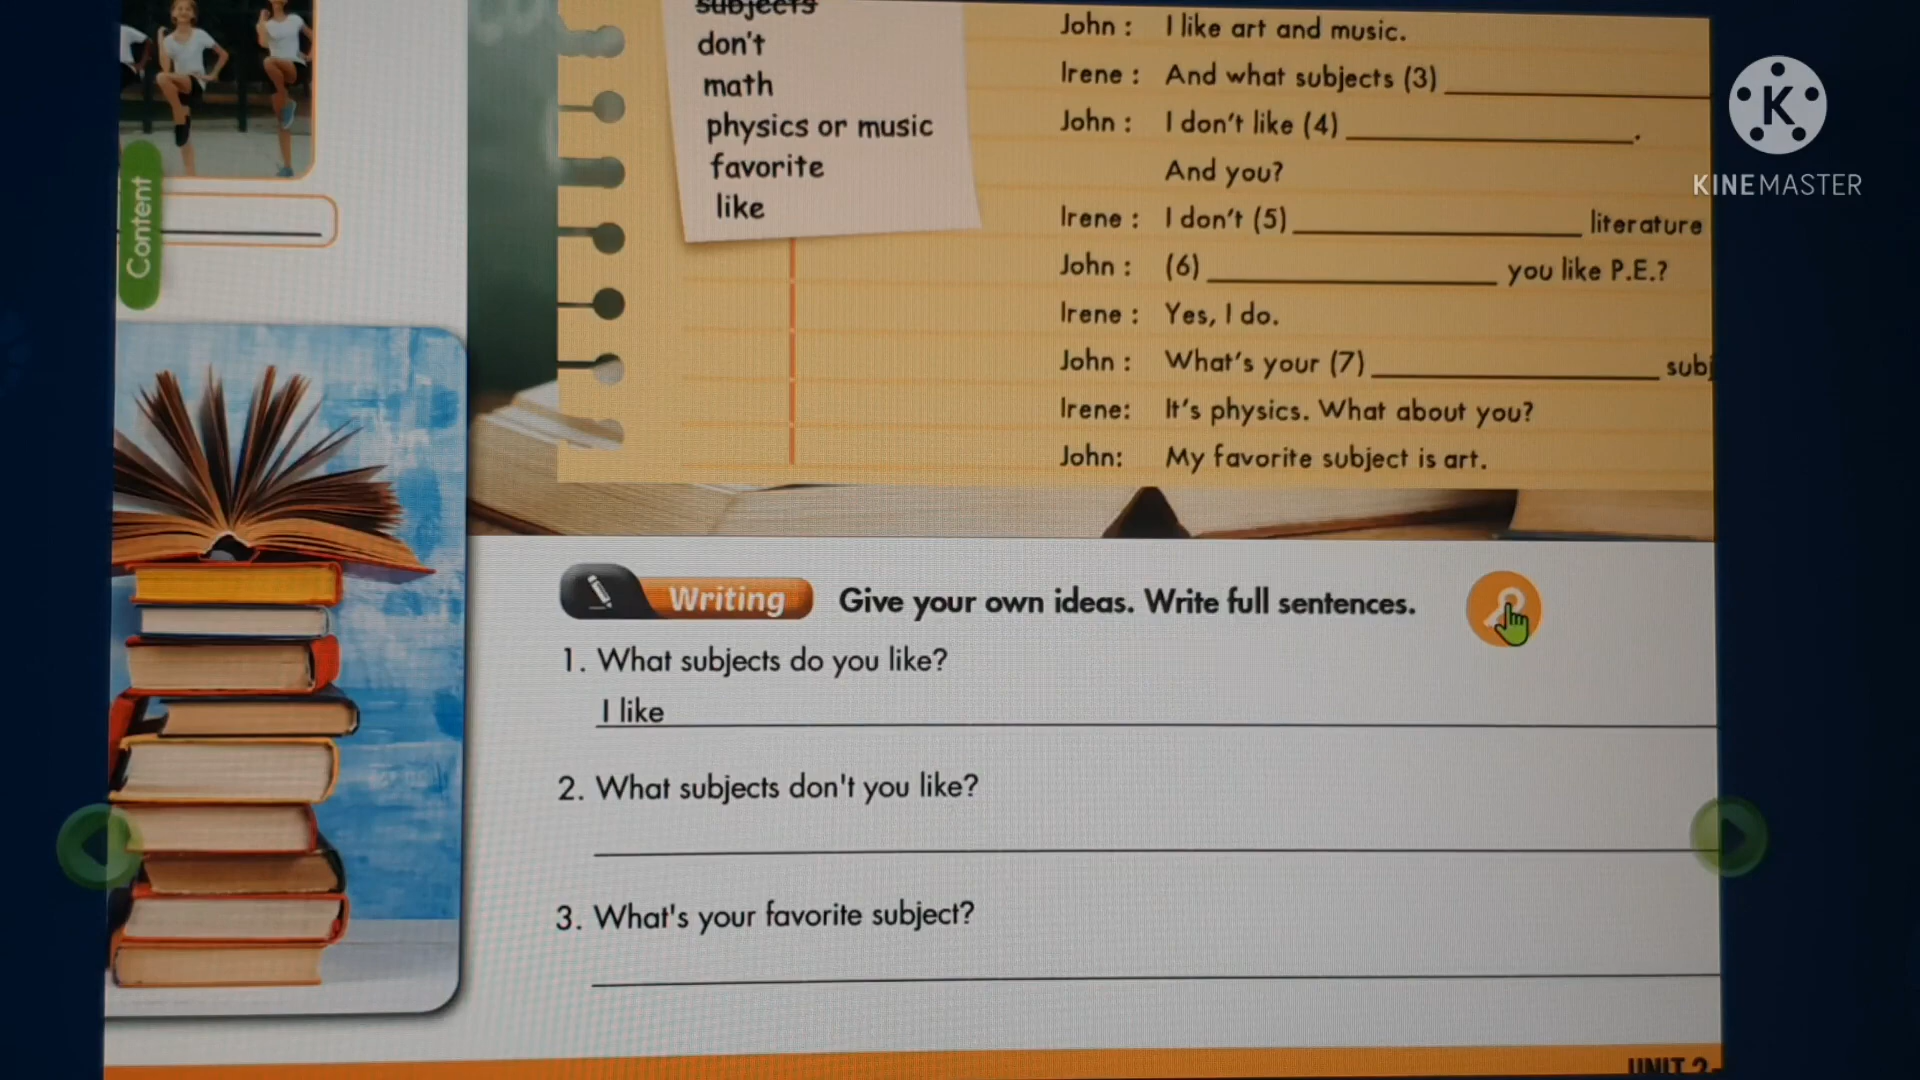 subjects
don't
math
physics or music
favorite
like
John : I like art and music.
Irene : And what subjects (3)
John : I don't like (4) .
And you?
Irene : I don't (5) literature
John : (6) you like P.E.?
Irene : Yes, I do.
John : What's your (7) subj
Irene: It's physics. What about you?
John: My favorite subject is art.
K
KINEMASTER
Content
Writing Give your own ideas. Write full sentences.
1. What subjects do you like?
I like
2. What subjects don't you like?
3. What's your favorite subject?
UNIT 2